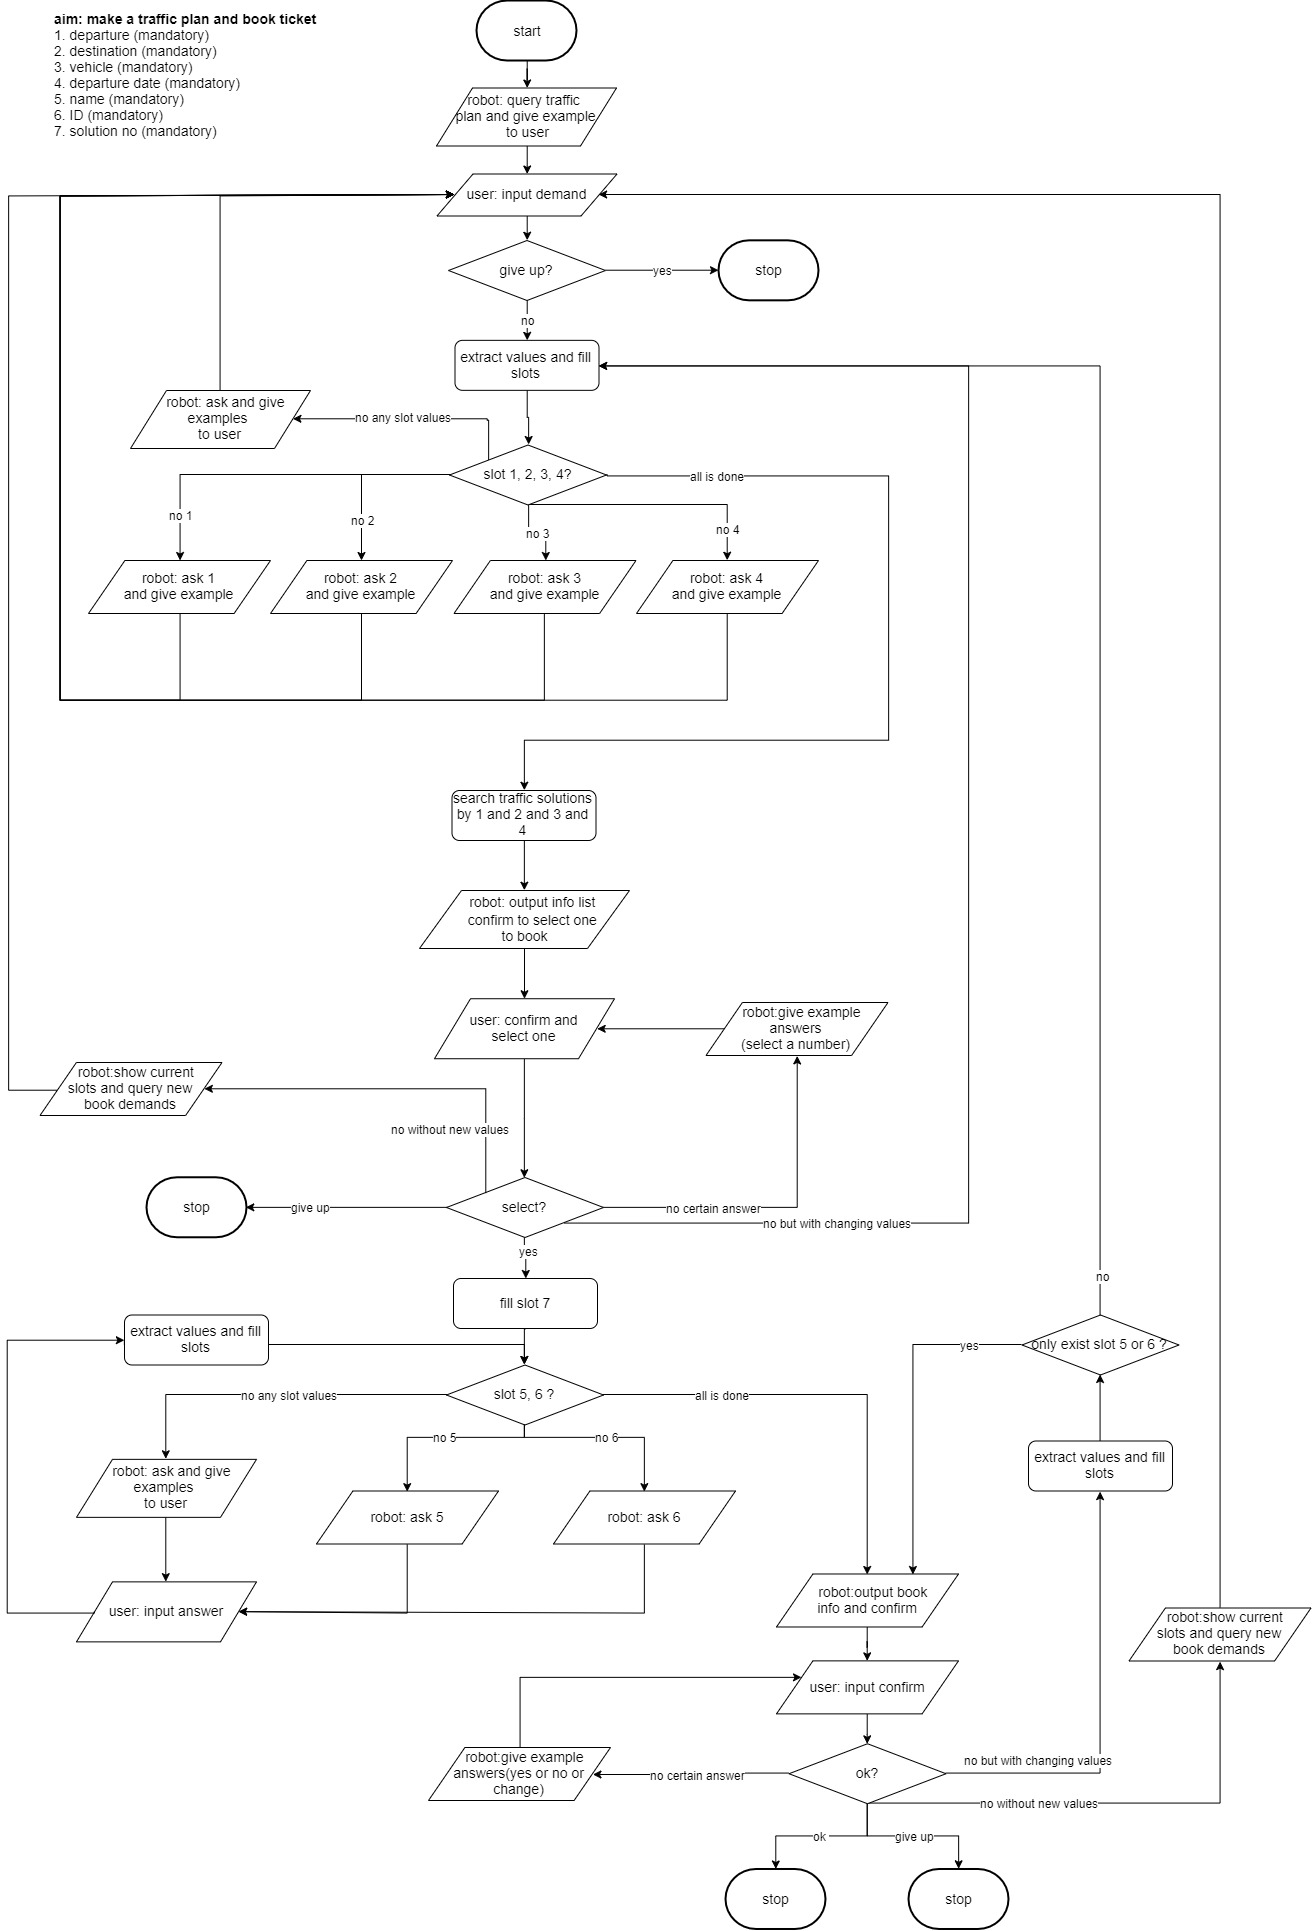 aim: make a traffic plan and book ticket
1. departure (mandatory)
2. destination (mandatory)
3. vehicle (mandatory)
4. departure date (mandatory)
5. name (mandatory)
6. ID (mandatory)
7. solution no (mandatory)
start
robot: query traffic
plan and give example
to user
user: input demand
give up?
yes
stop
no
extract values and fill
slots
robot: ask and give
examples
to user
no any slot values
slot 1, 2, 3, 4?
all is done
no 1
no 2
no 3
no 4
robot: ask 1
and give example
robot: ask 2
and give example
robot: ask 3
and give example
robot: ask 4
and give example
search traffic solutions
by 1 and 2 and 3 and
4
robot: output info list
confirm to select one
to book
user: confirm and
select one
robot:give example
answers
(select a number)
robot:show current
slots and query new
book demands
no without new values
stop
give up
select?
no certain answer
no but with changing values
yes
no
fill slot 7
extract values and fill
slots
yes
only exist slot 5 or 6 ?
no any slot values
slot 5, 6 ?
all is done
no 5
no 6
robot: ask and give
examples
to user
robot: ask 5
robot: ask 6
extract values and fill
slots
user: input answer
robot:output book
info and confirm
robot:show current
slots and query new
book demands
user: input confirm
robot:give example
answers(yes or no or
change)
no certain answer
ok?
no but with changing values
no without new values
ok
give up
stop
stop